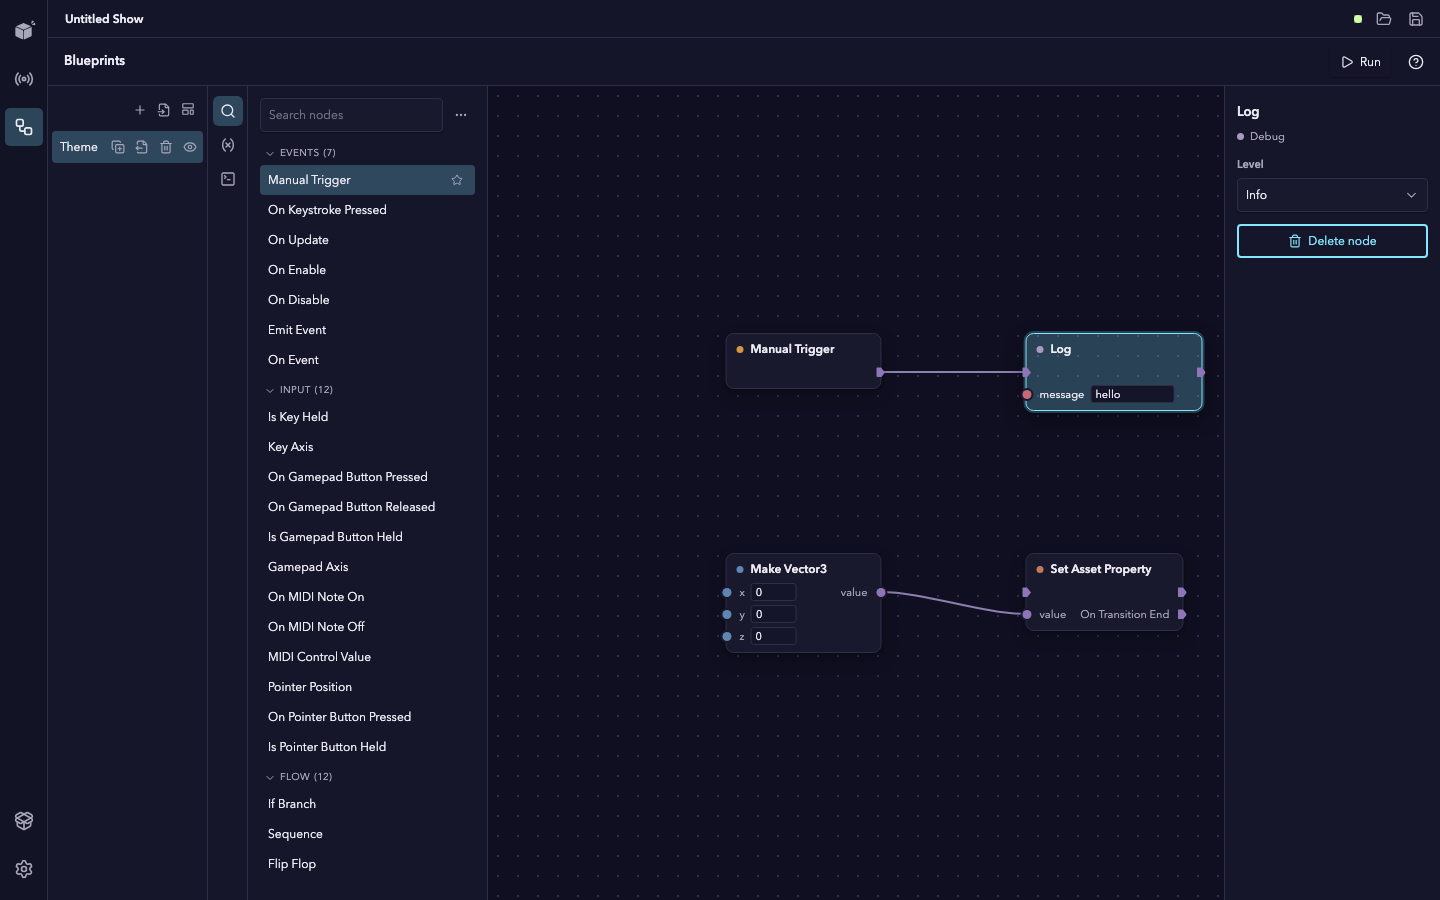 Untitled Show
Blueprints
Run
Theme
Search nodes
EVENTS (7)
Manual Trigger
On Keystroke Pressed
On Update
On Enable
On Disable
Emit Event
On Event
INPUT (12)
Is Key Held
Key Axis
On Gamepad Button Pressed
On Gamepad Button Released
Is Gamepad Button Held
Gamepad Axis
On MIDI Note On
On MIDI Note Off
MIDI Control Value
Pointer Position
On Pointer Button Pressed
Is Pointer Button Held
FLOW (12)
If Branch
Sequence
Flip Flop
Manual Trigger
Log
message hello
Make Vector3
x 0 value
y 0
z 0
Set Asset Property
value On Transition End
Log
Debug
Level
Info
Delete node